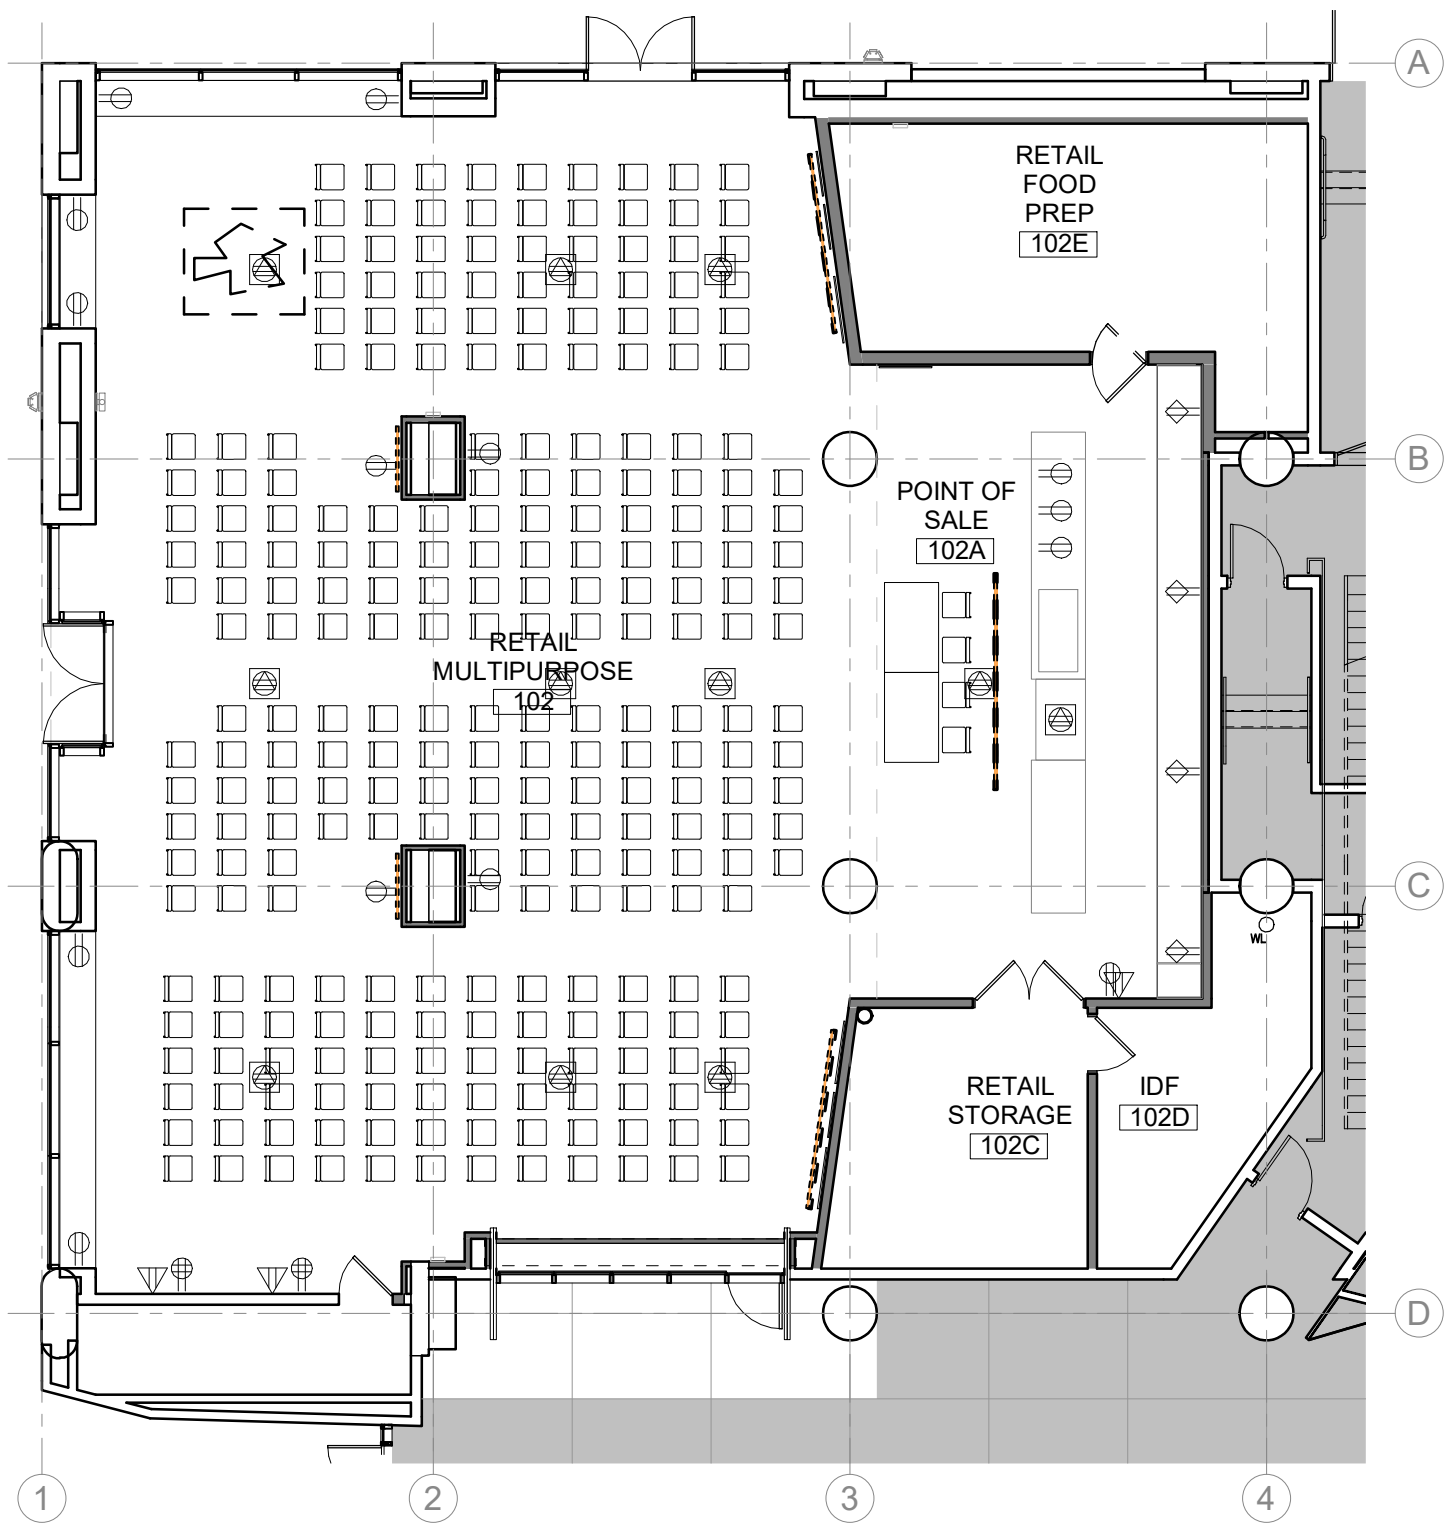 A
RETAIL
FOOD
PREP
102E
B
POINT OF
SALE
102A
RETAIL
MULTIPURPOSE
102
C
WL
RETAIL
STORAGE
102C
IDF
102D
D
1
2
3
4